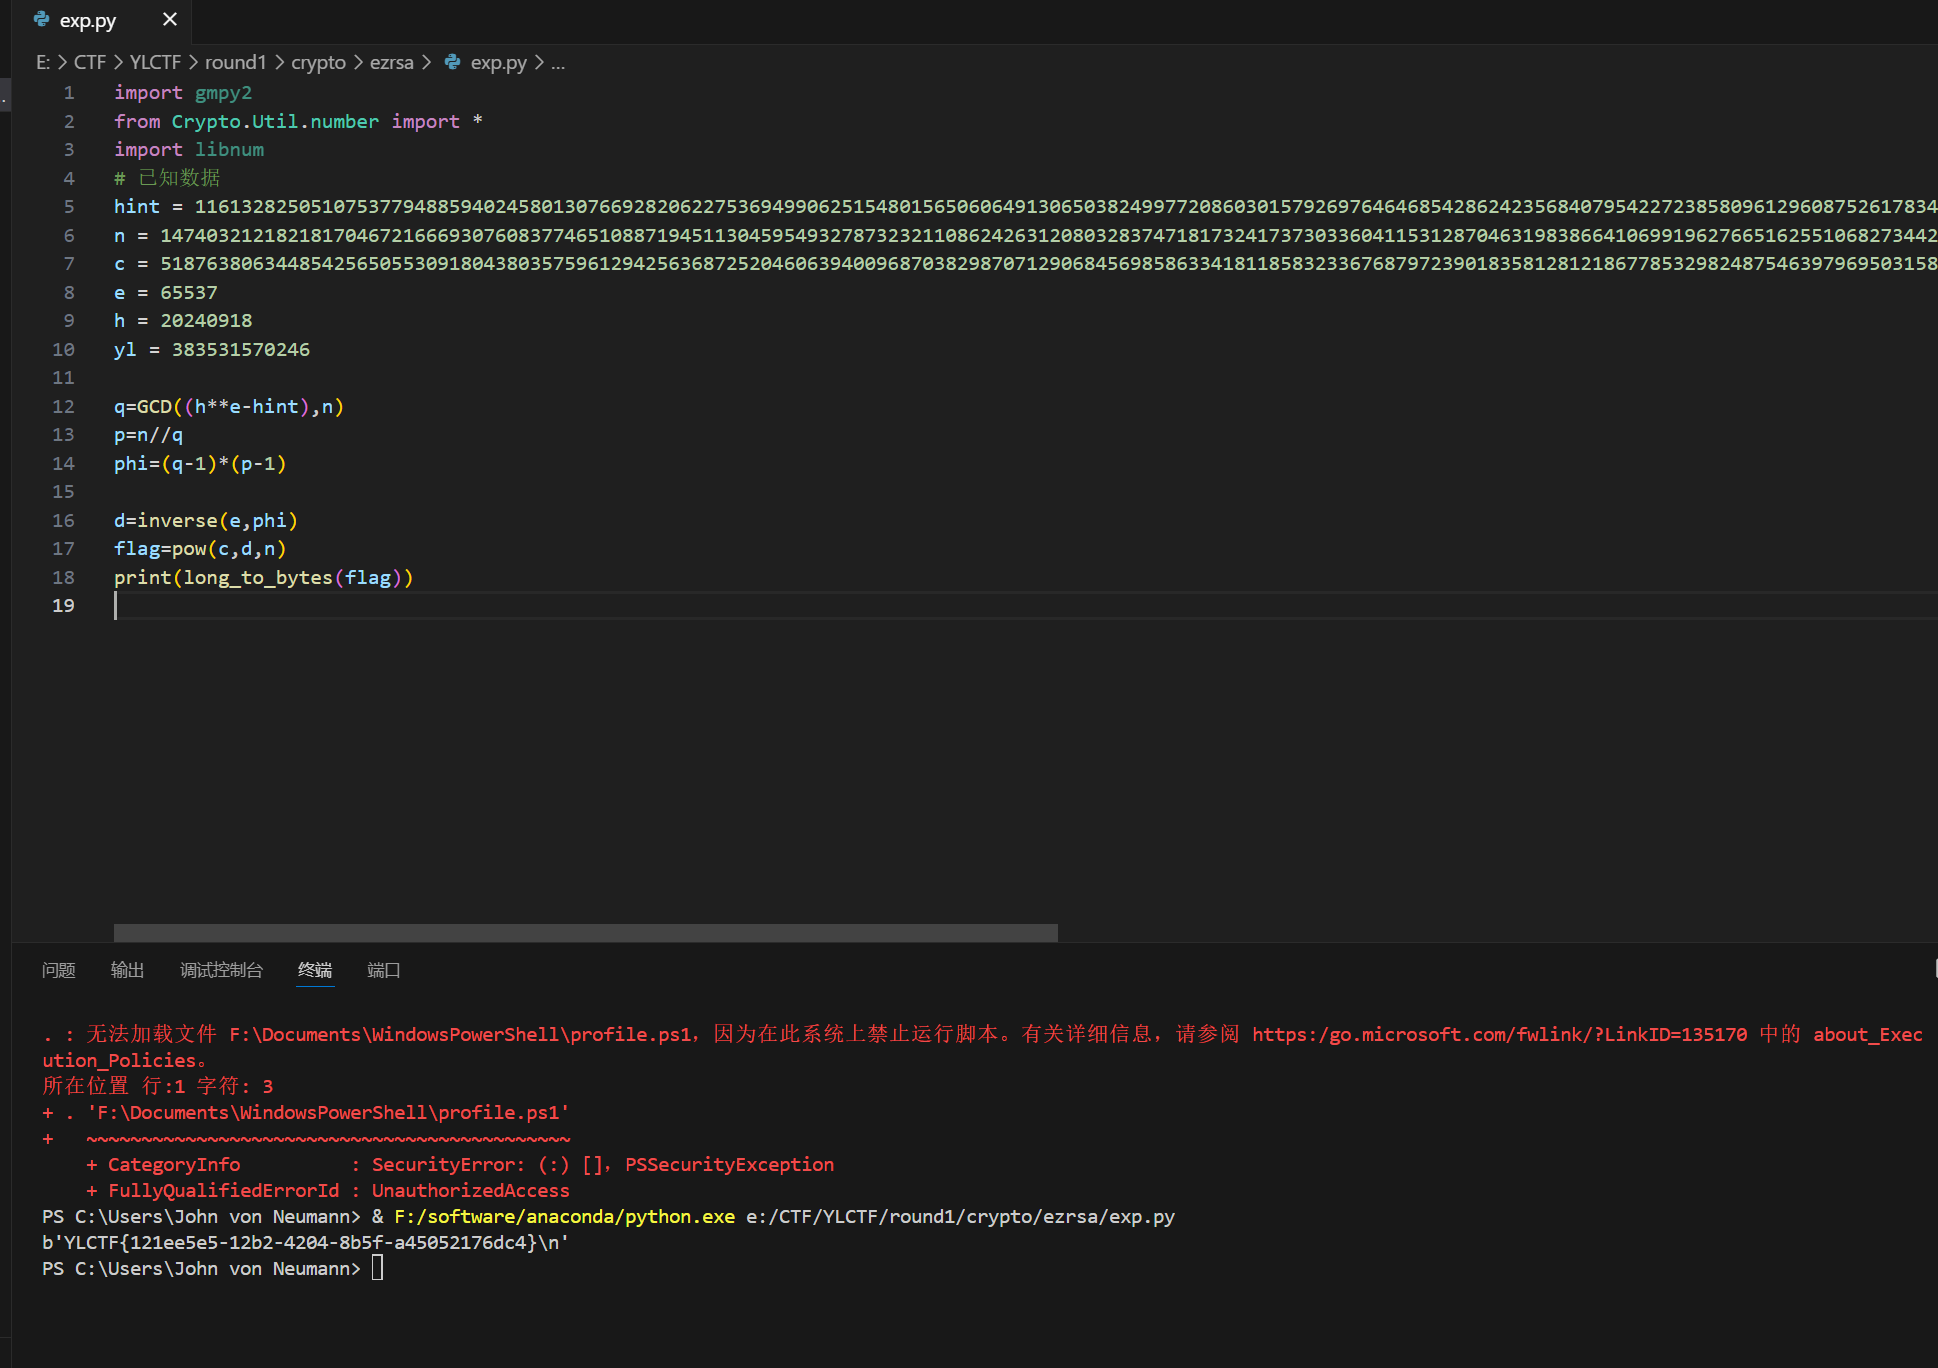 exp.py
E: > CTF > YLCTF > round1 > crypto > ezrsa > exp.py > ...
1 import gmpy2
2 from Crypto.Util.number import *
3 import libnum
4 # 已知数据
5 hint = 1161328250510753779488594024580130766928206227536949906251548015650606491306503824997720860301579269764646854286242356840795422723858096129608752617834
6 n = 1474032121821817046721666930760837746510887194511304595493278732321108624263120803283747181732417373033604115312870463198386641069919627665162551068273442
7 c = 5187638063448542565055309180438035759612942563687252046063940096870382987071290684569858633418118583233676879723901835812812186778532982487546397969503158
8 e = 65537
9 h = 20240918
10 yl = 383531570246
11
12 q=GCD((h**e-hint),n)
13 p=n//q
14 phi=(q-1)*(p-1)
15
16 d=inverse(e,phi)
17 flag=pow(c,d,n)
18 print(long_to_bytes(flag))
19
问题 输出 调试控制台 终端 端口
. : 无法加载文件 F:\Documents\WindowsPowerShell\profile.ps1，因为在此系统上禁止运行脚本。有关详细信息，请参阅 https:/go.microsoft.com/fwlink/?LinkID=135170 中的 about_Exec
ution_Policies。
所在位置 行:1 字符: 3
+ . 'F:\Documents\WindowsPowerShell\profile.ps1'
+   ~~~~~~~~~~~~~~~~~~~~~~~~~~~~~~~~~~~~~~~~~~~~
    + CategoryInfo          : SecurityError: (:) []，PSSecurityException
    + FullyQualifiedErrorId : UnauthorizedAccess
PS C:\Users\John von Neumann> & F:/software/anaconda/python.exe e:/CTF/YLCTF/round1/crypto/ezrsa/exp.py
b'YLCTF{121ee5e5-12b2-4204-8b5f-a45052176dc4}\n'
PS C:\Users\John von Neumann>